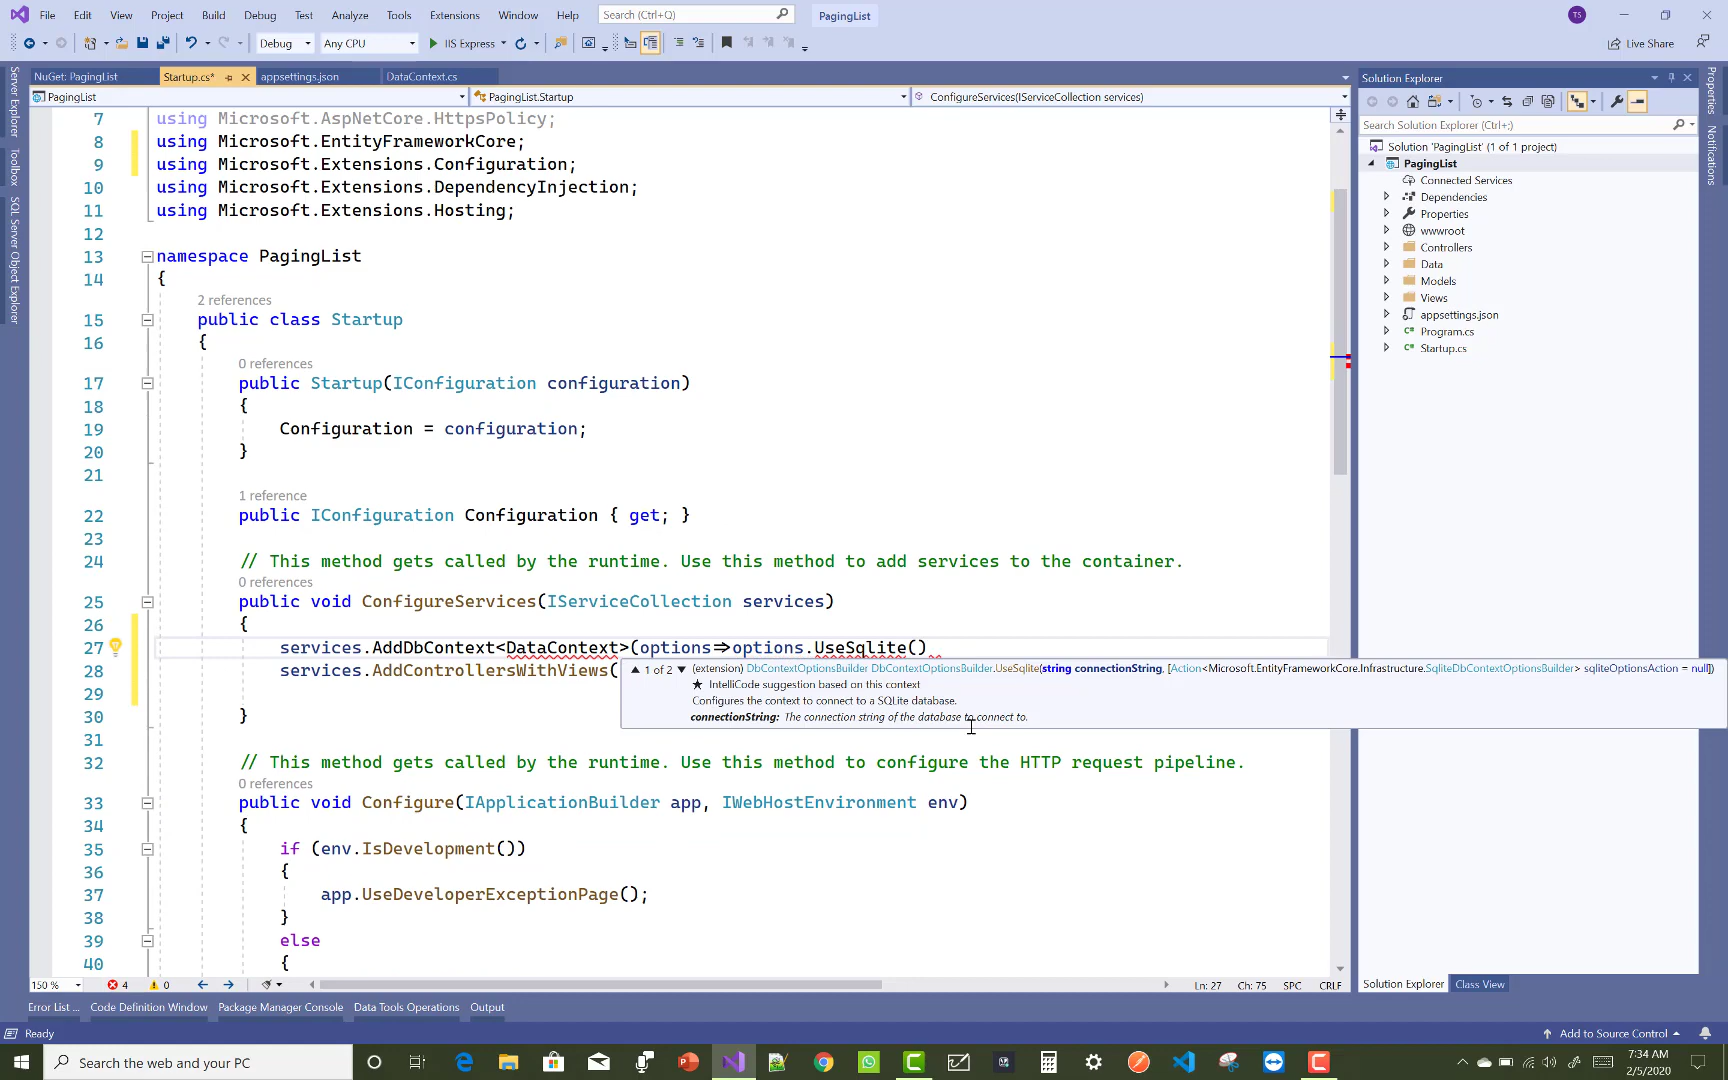 File Edit View Project Build Debug Test Analyze Tools Extensions Window Help Search (Ctrl+Q) PagingList TS
Debug Any CPU IIS Express Live Share
NuGet: PagingList Startup.cs* appsettings.json DataContext.cs
PagingList PagingList.Startup ConfigureServices(IServiceCollection services)
7 using Microsoft.AspNetCore.HttpsPolicy;
8 using Microsoft.EntityFrameworkCore;
9 using Microsoft.Extensions.Configuration;
10 using Microsoft.Extensions.DependencyInjection;
11 using Microsoft.Extensions.Hosting;
12
13 namespace PagingList
14 {
2 references
15 public class Startup
16 {
0 references
17 public Startup(IConfiguration configuration)
18 {
19 Configuration = configuration;
20 }
21
1 reference
22 public IConfiguration Configuration { get; }
23
24 // This method gets called by the runtime. Use this method to add services to the container.
0 references
25 public void ConfigureServices(IServiceCollection services)
26 {
27 services.AddDbContext<DataContext>(options=>options.UseSqlite()
28 services.AddControllersWithViews(
29
30 }
31
32 // This method gets called by the runtime. Use this method to configure the HTTP request pipeline.
0 references
33 public void Configure(IApplicationBuilder app, IWebHostEnvironment env)
34 {
35 if (env.IsDevelopment())
36 {
37 app.UseDeveloperExceptionPage();
38 }
39 else
40 {
1 of 2 (extension) DbContextOptionsBuilder DbContextOptionsBuilder.UseSqlite(string connectionString, [Action<Microsoft.EntityFrameworkCore.Infrastructure.SqliteDbContextOptionsBuilder> sqliteOptionsAction = null])
★ IntelliCode suggestion based on this context
Configures the context to connect to a SQLite database.
connectionString: The connection string of the database to connect to.
150 % 4 0 Ln: 27 Ch: 75 SPC CRLF
Error List ... Code Definition Window Package Manager Console Data Tools Operations Output
Ready Add to Source Control
Server Explorer
Toolbox
SQL Server Object Explorer
Solution Explorer
Search Solution Explorer (Ctrl+;)
Solution 'PagingList' (1 of 1 project)
PagingList
Connected Services
Dependencies
Properties
wwwroot
Controllers
Data
Models
Views
appsettings.json
Program.cs
Startup.cs
Solution Explorer Class View
Properties
Notifications
Search the web and your PC
7:34 AM
2/5/2020